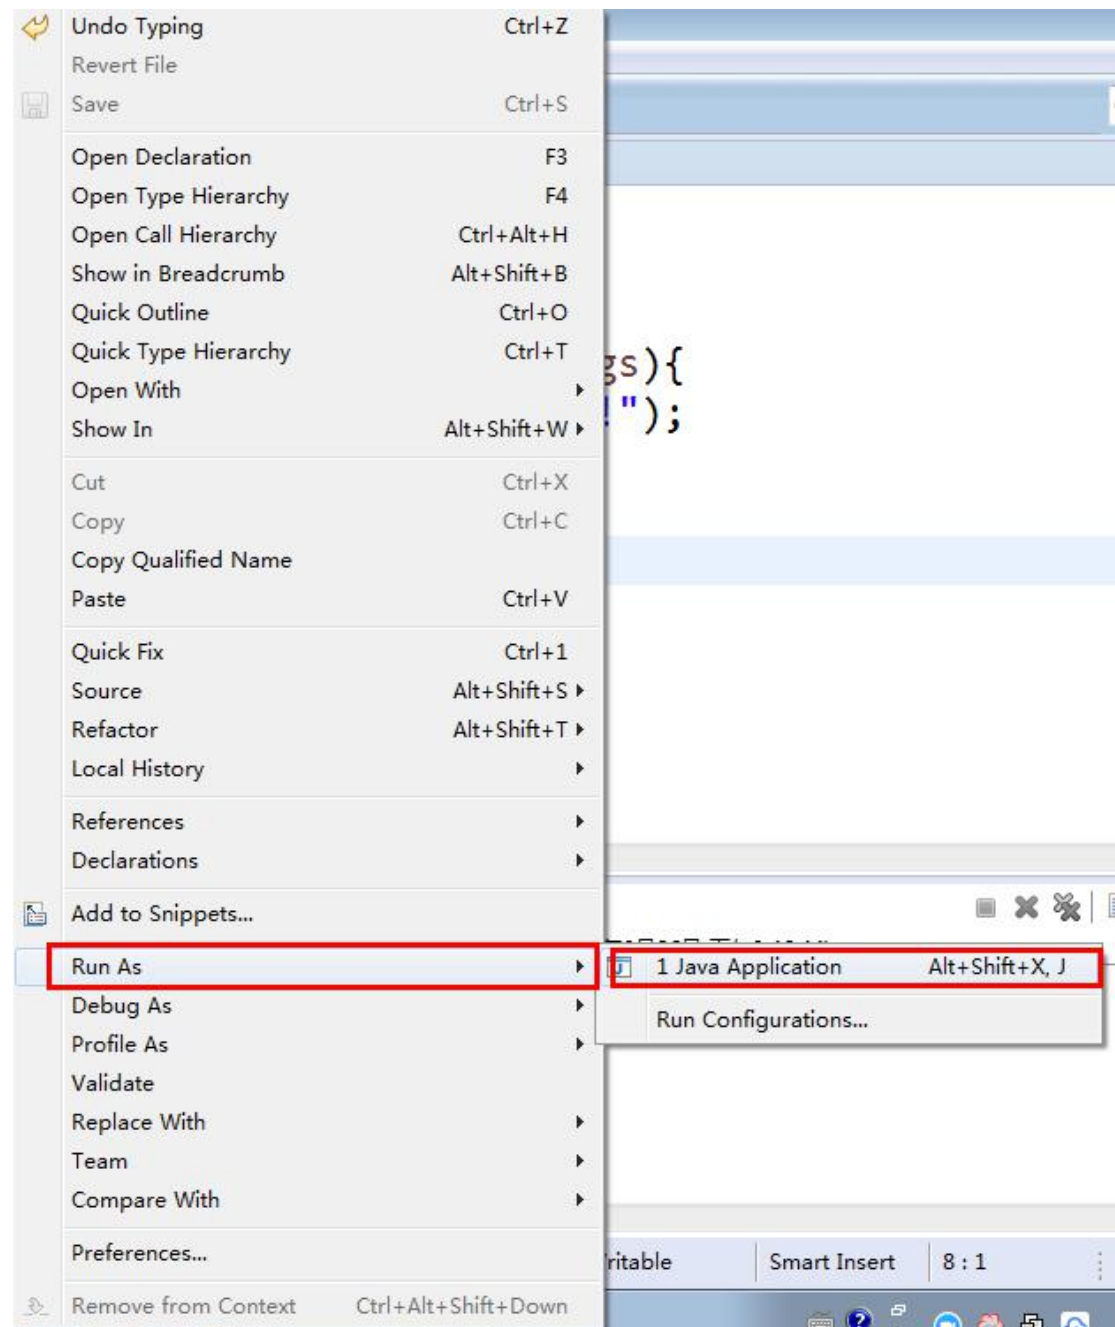 Undo Typing Ctrl+Z
Revert File
Save Ctrl+S
Open Declaration F3
Open Type Hierarchy F4
Open Call Hierarchy Ctrl+Alt+H
Show in Breadcrumb Alt+Shift+B
Quick Outline Ctrl+O
Quick Type Hierarchy Ctrl+T
gs){
Open With
!");
Show In Alt+Shift+W
Cut Ctrl+X
Copy Ctrl+C
Copy Qualified Name
Paste Ctrl+V
Quick Fix Ctrl+1
Source Alt+Shift+S
Refactor Alt+Shift+T
Local History
References
Declarations
Add to Snippets...
Run As 1 Java Application Alt+Shift+X, J
Debug As Run Configurations...
Profile As
Validate
Replace With
Team
Compare With
Preferences... ritable Smart Insert 8 : 1
Remove from Context Ctrl+Alt+Shift+Down